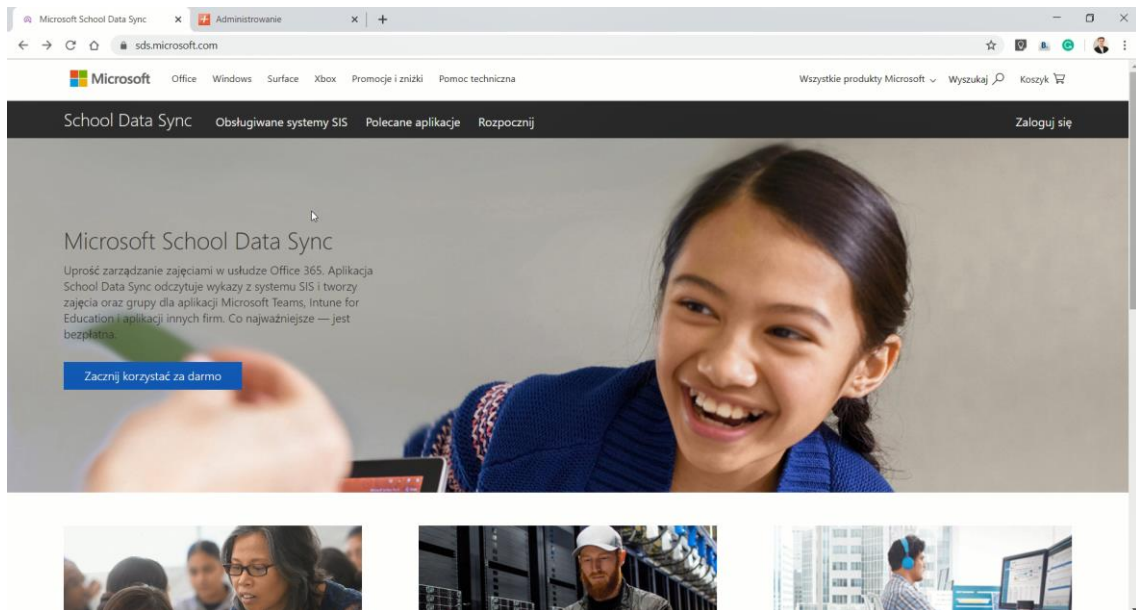 Microsoft School Data Sync
Administrowanie
sds.microsoft.com
Microsoft Office Windows Surface Xbox Promocje i zniżki Pomoc techniczna Wszystkie produkty Microsoft Wyszukaj Koszyk
School Data Sync Obsługiwane systemy SIS Polecane aplikacje Rozpocznij Zaloguj się
Microsoft School Data Sync
Uprość zarządzanie zajęciami w usłudze Office 365. Aplikacja
School Data Sync odczytuje wykazy z systemu SIS i tworzy
zajęcia oraz grupy dla aplikacji Microsoft Teams, Intune for
Education i aplikacji innych firm. Co najważniejsze — jest
bezpłatna.
Zacznij korzystać za darmo